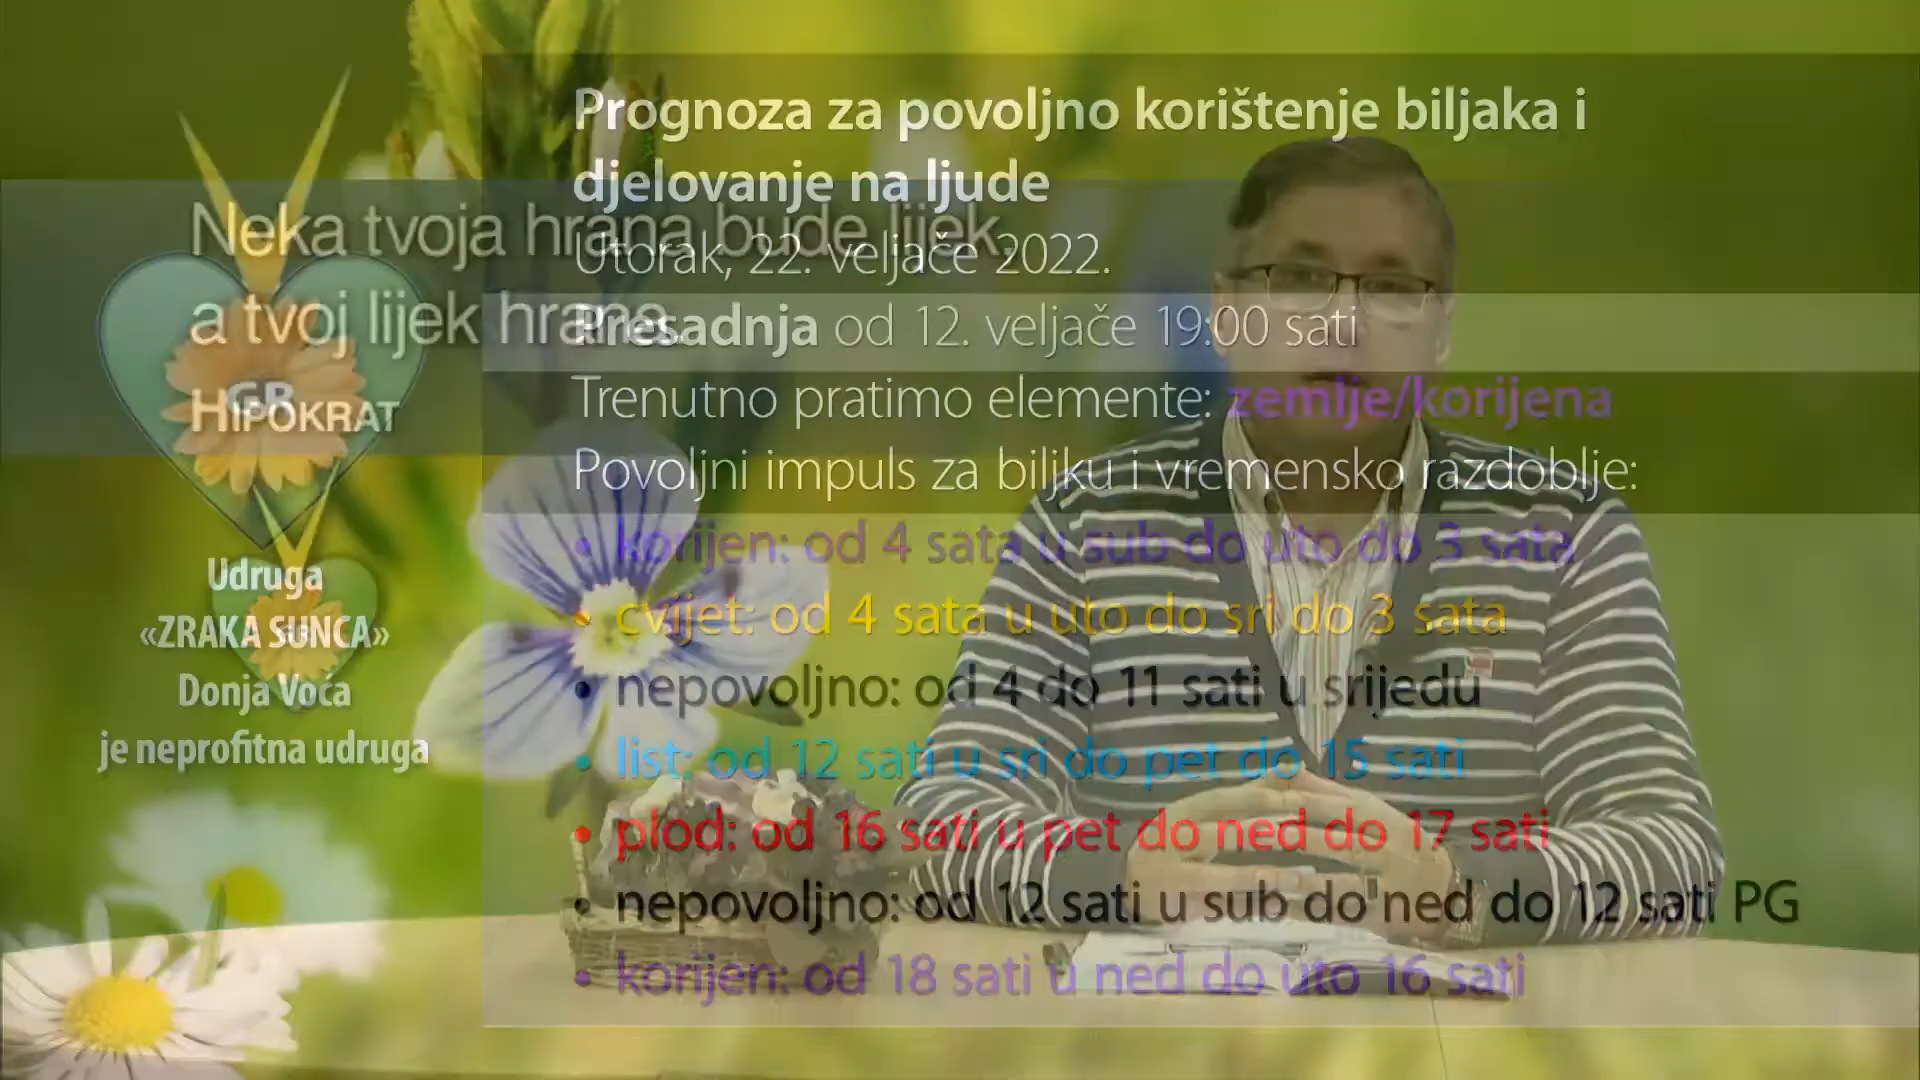 Prognoza za povoljno korištenje biljaka i
djelovanje na ljude
Utorak, 22. veljače 2022.
Presadnja od 12. veljače 19:00 sati
Trenutno pratimo elemente: zemlje/korijena
Povoljni impuls za biljku i vremensko razdoblje:
• korijen: od 4 sata u sub do uto do 3 sata
• cvijet: od 4 sata u uto do sri do 3 sata
• nepovoljno: od 4 do 11 sati u srijedu
• list: od 12 sati u sri do pet do 15 sati
• plod: od 16 sati u pet do ned do 17 sati
• nepovoljno: od 12 sati u sub do ned do 12 sati PG
• korijen: od 18 sati u ned do uto 16 sati
Neka tvoja hrana bude lijek,
a tvoj lijek hrana.
HIPOKRAT
GB
Udruga
«ZRAKA SUNCA»
Donja Voća
je neprofitna udruga